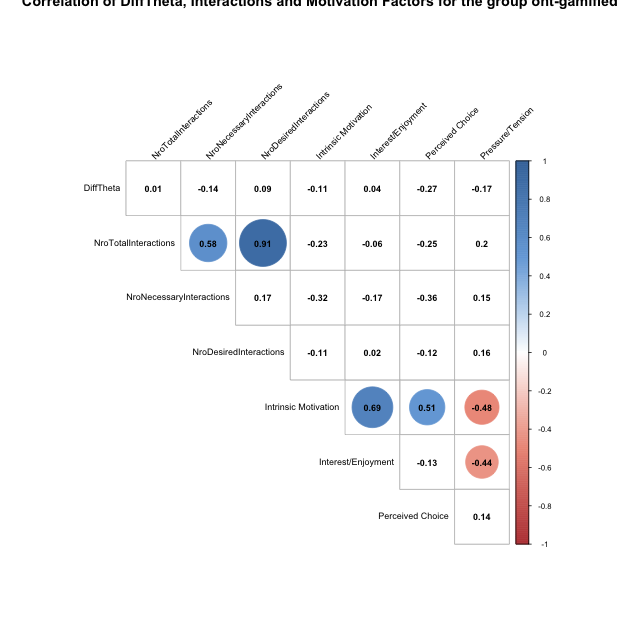 Correlation of DiffTheta, Interactions and Motivation Factors for the group ont-gamified
NroTotalInteractions
NroNecessaryInteractions
NroDesiredInteractions
Intrinsic Motivation
Interest/Enjoyment
Perceived Choice
Pressure/Tension
DiffTheta 0.01 -0.14 0.09 -0.11 0.04 -0.27 -0.17
NroTotalInteractions 0.58 0.91 -0.23 -0.06 -0.25 0.2
NroNecessaryInteractions 0.17 -0.32 -0.17 -0.36 0.15
NroDesiredInteractions -0.11 0.02 -0.12 0.16
Intrinsic Motivation 0.69 0.51 -0.48
Interest/Enjoyment -0.13 -0.44
Perceived Choice 0.14
1
0.8
0.6
0.4
0.2
0
-0.2
-0.4
-0.6
-0.8
-1